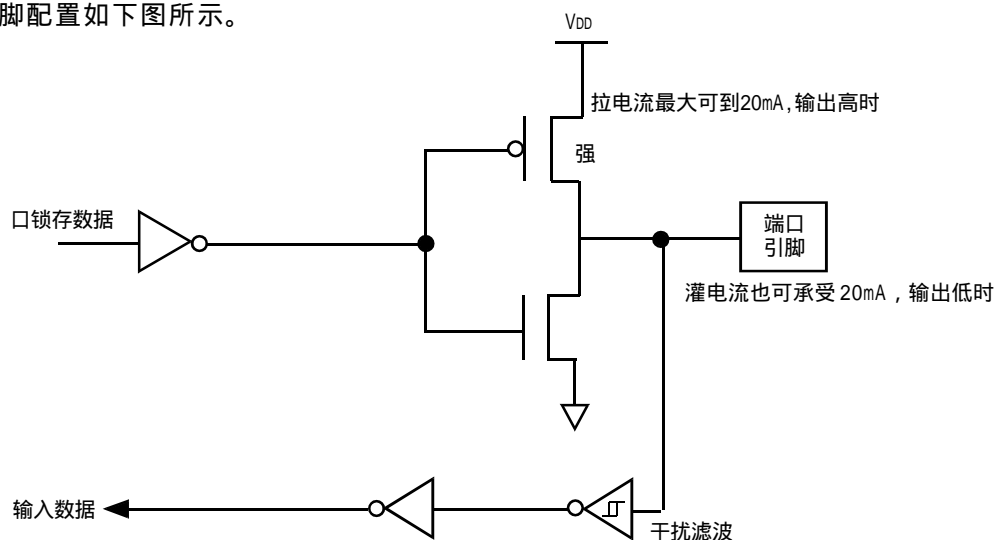 脚配置如下图所示。
VDD
拉电流最大可到20mA,输出高时
强
口锁存数据
端口
引脚
灌电流也可承受20mA，输出低时
输入数据
干扰滤波